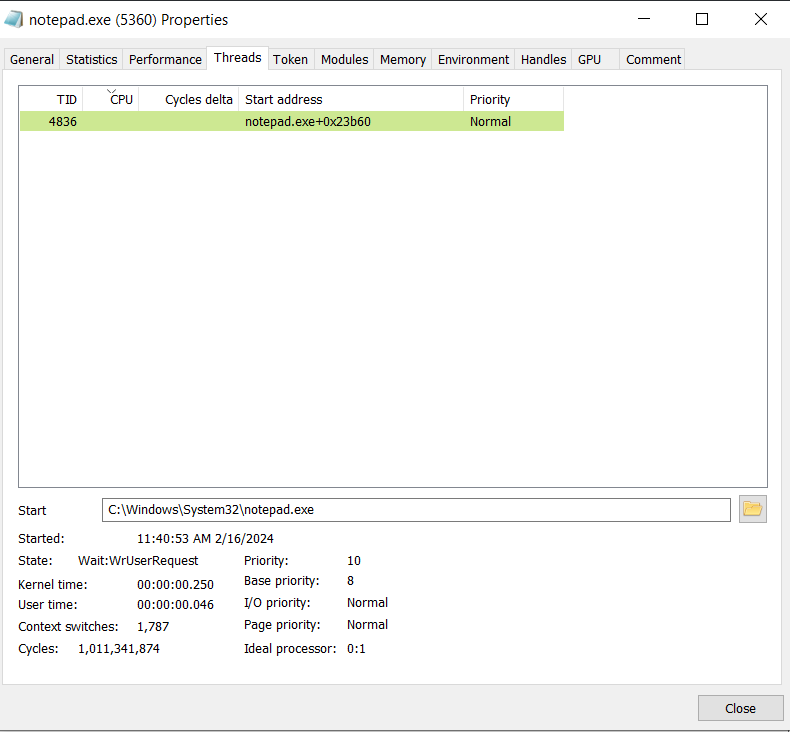 notepad.exe (5360) Properties
General Statistics Performance Threads Token Modules Memory Environment Handles GPU Comment
TID CPU Cycles delta Start address Priority
4836 notepad.exe+0x23b60 Normal
Start C:\Windows\System32\notepad.exe
Started: 11:40:53 AM 2/16/2024
State: Wait:WrUserRequest Priority: 10
Kernel time: 00:00:00.250 Base priority: 8
User time: 00:00:00.046 I/O priority: Normal
Context switches: 1,787 Page priority: Normal
Cycles: 1,011,341,874 Ideal processor: 0:1
Close